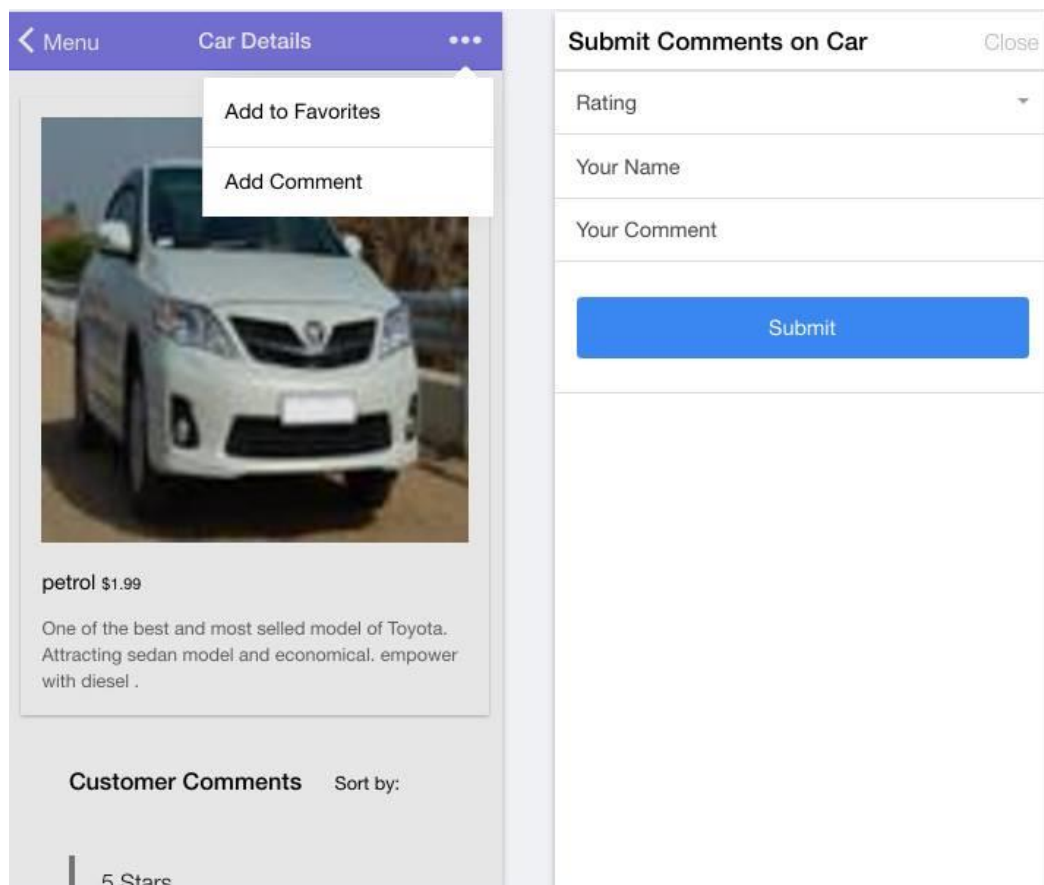 Menu
Car Details
Add to Favorites
Add Comment
petrol $1.99
One of the best and most selled model of Toyota.
Attracting sedan model and economical. empower
with diesel .
Customer Comments Sort by:
5 Stars
Submit Comments on Car
Close
Rating
Your Name
Your Comment
Submit